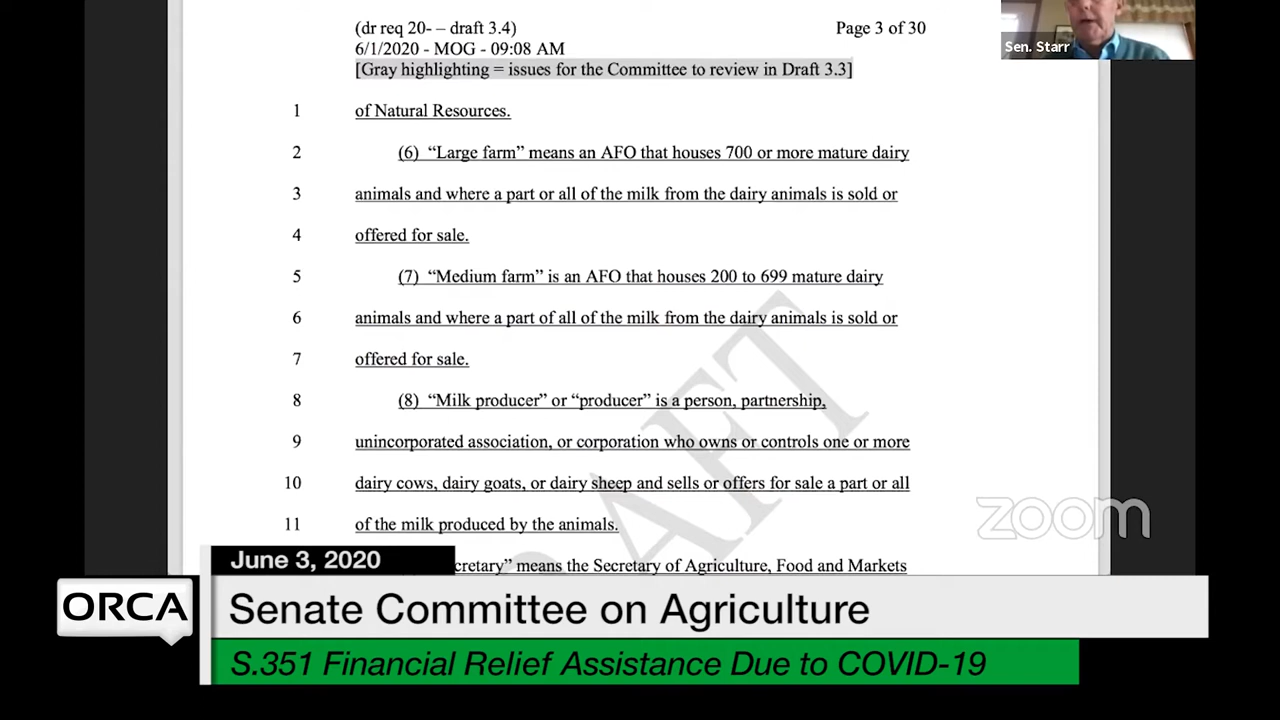 (dr req 20- – draft 3.4) Page 3 of 30
6/1/2020 - MOG - 09:08 AM
[Gray highlighting = issues for the Committee to review in Draft 3.3]
Sen. Starr
1 of Natural Resources.
2 (6) “Large farm” means an AFO that houses 700 or more mature dairy
3 animals and where a part or all of the milk from the dairy animals is sold or
4 offered for sale.
5 (7) “Medium farm” is an AFO that houses 200 to 699 mature dairy
6 animals and where a part of all of the milk from the dairy animals is sold or
7 offered for sale.
8 (8) “Milk producer” or “producer” is a person, partnership,
9 unincorporated association, or corporation who owns or controls one or more
10 dairy cows, dairy goats, or dairy sheep and sells or offers for sale a part or all
11 of the milk produced by the animals.
cretary” means the Secretary of Agriculture, Food and Markets
DRAFT
zoom
June 3, 2020
ORCA
Senate Committee on Agriculture
S.351 Financial Relief Assistance Due to COVID-19